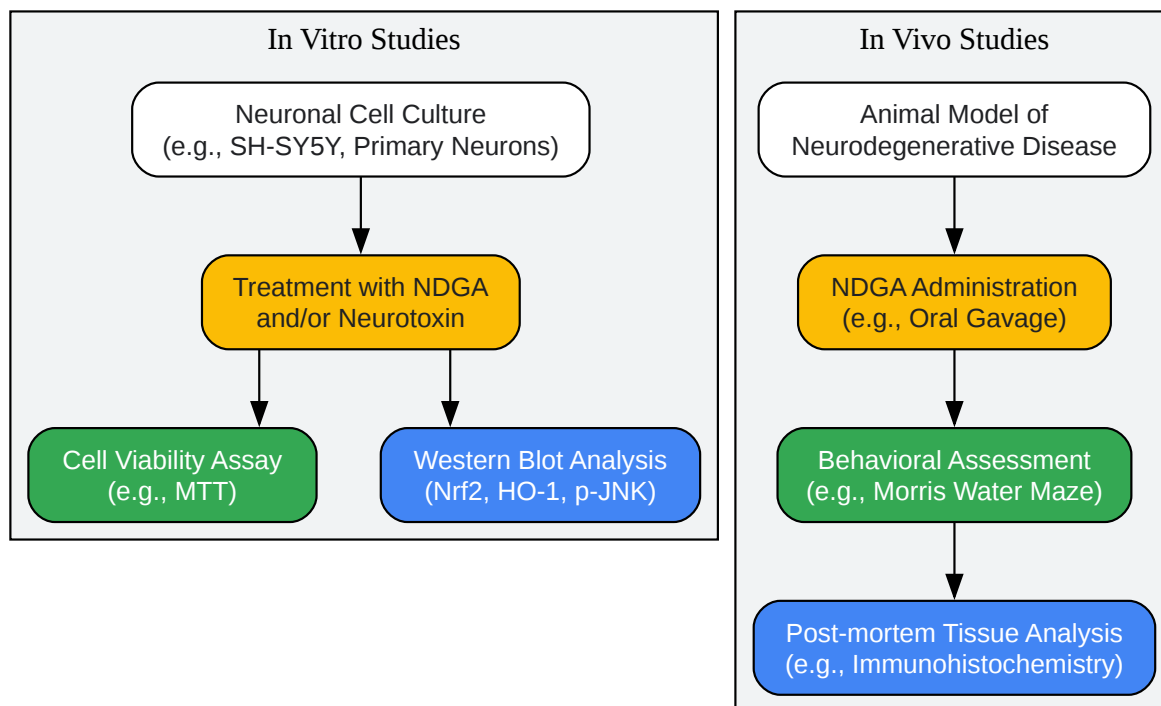 In Vitro Studies
Neuronal Cell Culture
(e.g., SH-SY5Y, Primary Neurons)
Treatment with NDGA
and/or Neurotoxin
Cell Viability Assay
(e.g., MTT)
Western Blot Analysis
(Nrf2, HO-1, p-JNK)
In Vivo Studies
Animal Model of
Neurodegenerative Disease
NDGA Administration
(e.g., Oral Gavage)
Behavioral Assessment
(e.g., Morris Water Maze)
Post-mortem Tissue Analysis
(e.g., Immunohistochemistry)